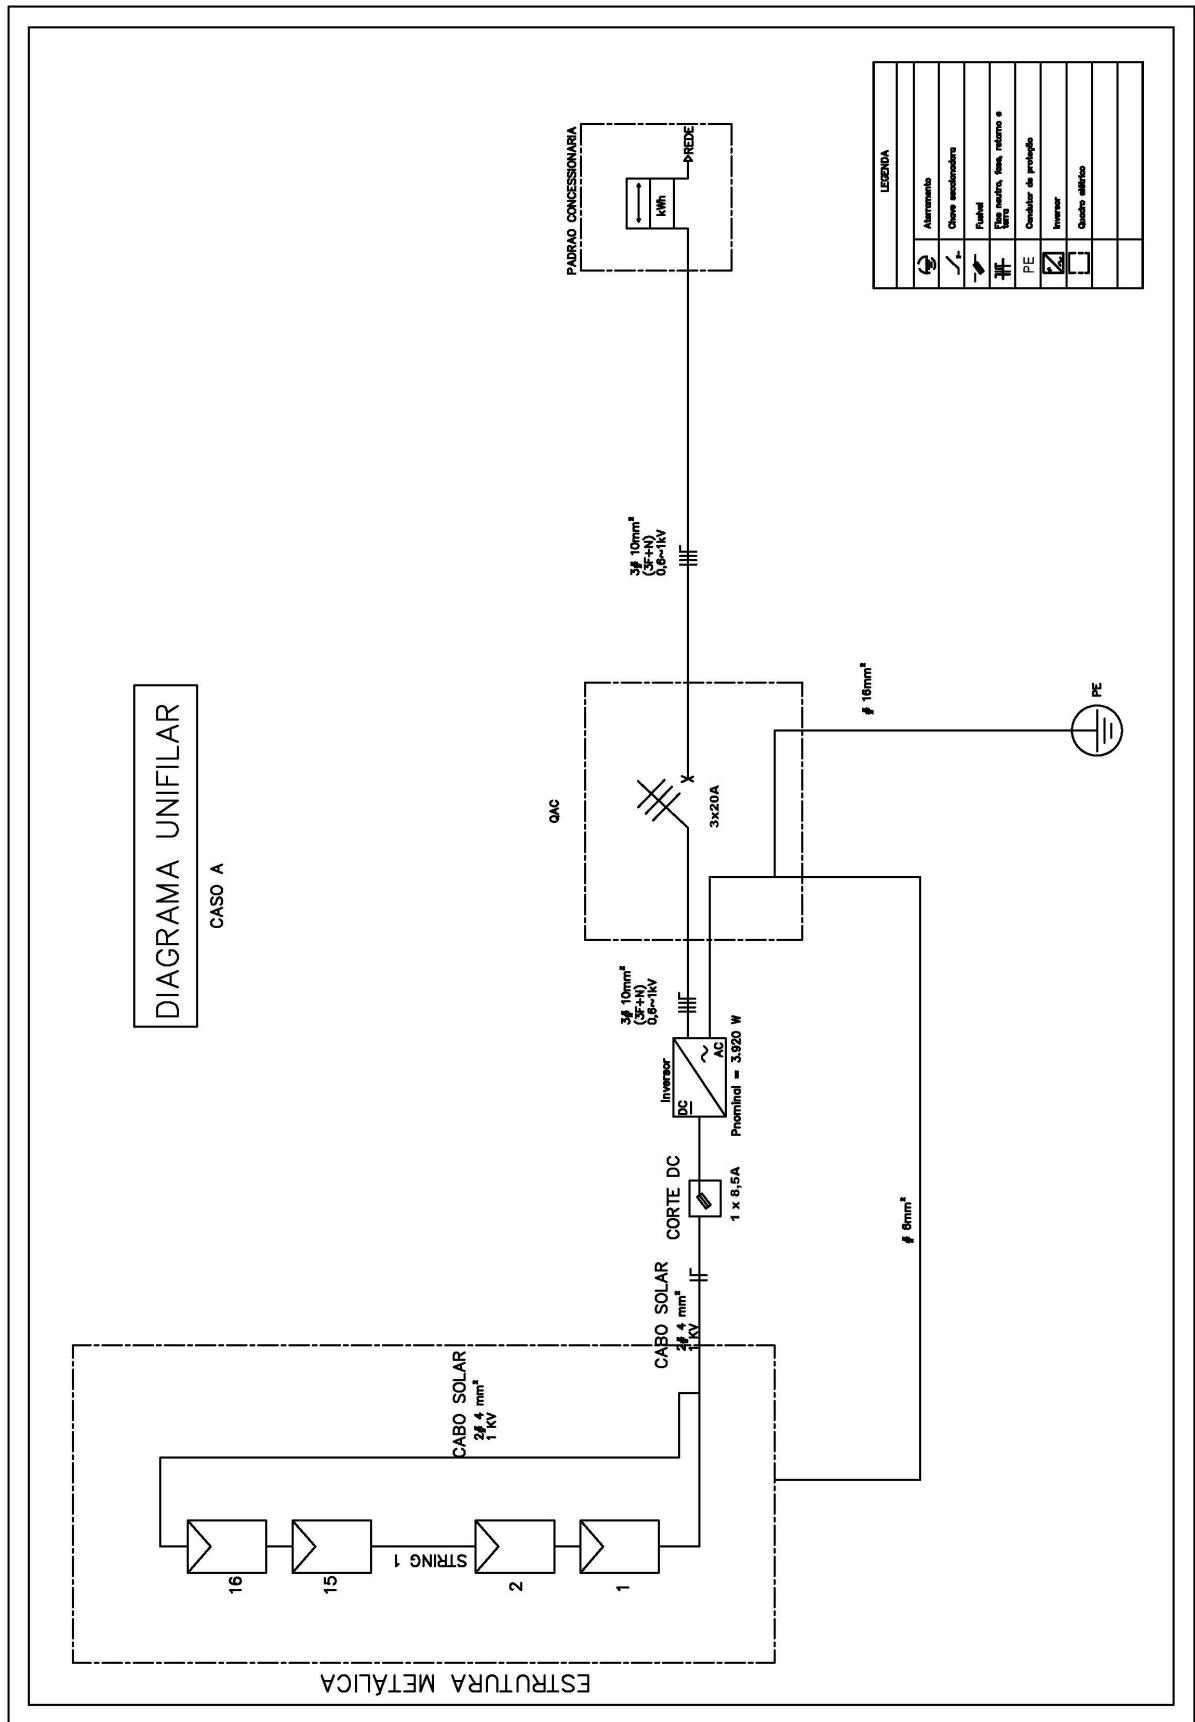 DIAGRAMA UNIFILAR
CASO A
ESTRUTURA METÁLICA
16
15
STRING 1
2
1
CABO SOLAR
2# 4 mm²
1 KV
CABO SOLAR
2# 4 mm²
1 KV
CORTE DC
1 x 8,5A
Inversor
DC
AC
Pnominal = 3.920 W
3# 10mm²
(3F+N)
0,6~1kV
QAC
3x20A
3# 10mm²
(3F+N)
0,6~1kV
PADRAO CONCESSIONARIA
kWh
REDE
# 6mm²
# 16mm²
PE
LEGENDA
Aterramento
Chave seccionadora
Fusível
Fios neutro, fase, retorno e
terra
PE
Condutor de proteção
Inversor
Quadro elétrico